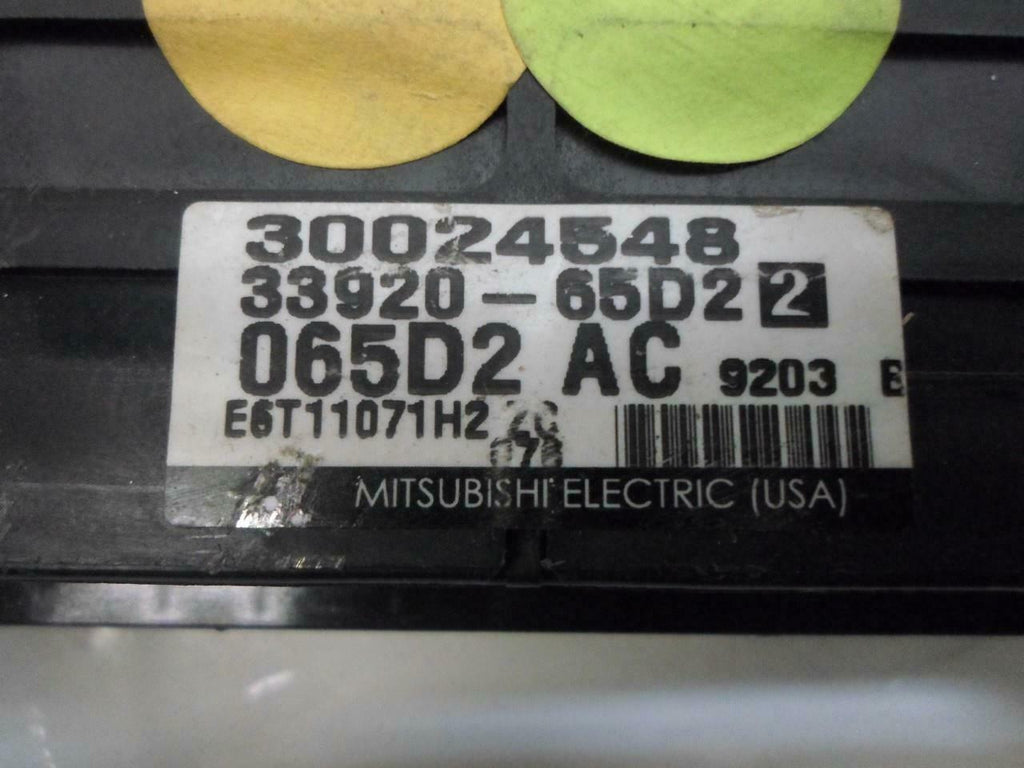 30024548
33920-65D2 2
065D2 AC 9203 E
E6T11071H2
MITSUBISHI ELECTRIC (USA)